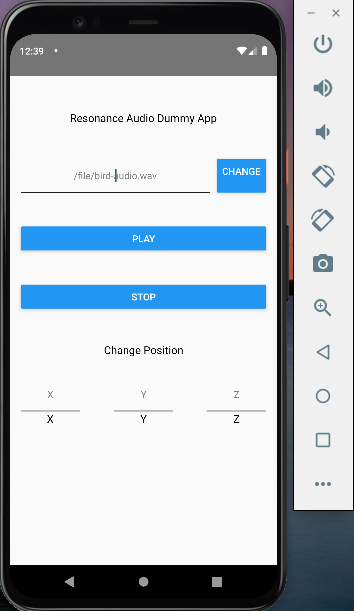 12:39
Resonance Audio Dummy App
/file/bird-audio.wav
CHANGE
PLAY
STOP
Change Position
X Y Z
X Y Z